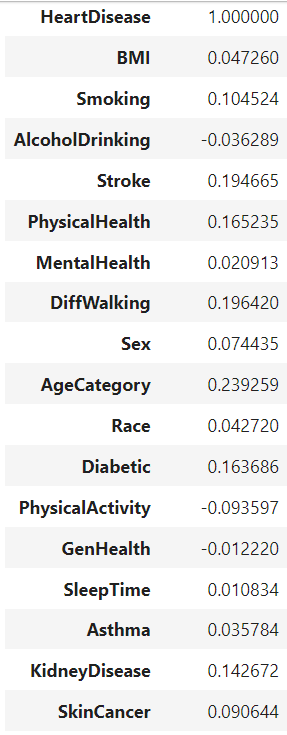 HeartDisease 1.000000
BMI 0.047260
Smoking 0.104524
AlcoholDrinking -0.036289
Stroke 0.194665
PhysicalHealth 0.165235
MentalHealth 0.020913
DiffWalking 0.196420
Sex 0.074435
AgeCategory 0.239259
Race 0.042720
Diabetic 0.163686
PhysicalActivity -0.093597
GenHealth -0.012220
SleepTime 0.010834
Asthma 0.035784
KidneyDisease 0.142672
SkinCancer 0.090644